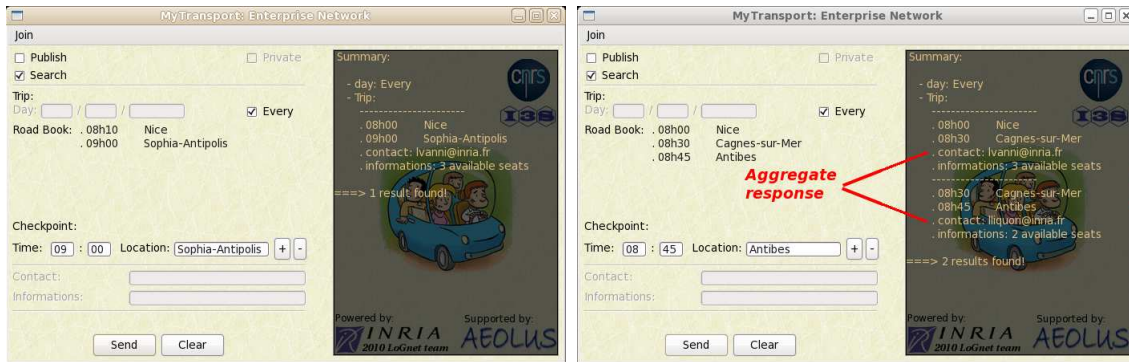 MyTransport: Enterprise Network
Join
Publish
Private
Search
Trip:
Day: / /
Every
Road Book: . 08h10 Nice
. 09h00 Sophia-Antipolis
Checkpoint:
Time: 09 : 00 Location: Sophia-Antipolis + -
Contact:
Informations:
Send Clear
Summary:
- day: Every
- Trip:
----------------------
. 08h00 Nice
. 09h00 Sophia-Antipolis
. contact: lvanni@inria.fr
. informations: 3 available seats
===> 1 result found!
CNrs
I3S
Powered by: Supported by:
INRIA AEOLUS
2010 LoGnet team
MyTransport: Enterprise Network
Join
Publish
Private
Search
Trip:
Day: / /
Every
Road Book: . 08h00 Nice
. 08h30 Cagnes-sur-Mer
. 08h45 Antibes
Aggregate
response
Checkpoint:
Time: 08 : 45 Location: Antibes + -
Contact:
Informations:
Send Clear
Summary:
- day: Every
- Trip:
----------------------
. 08h00 Nice
. 08h30 Cagnes-sur-Mer
. contact: lvanni@inria.fr
. informations: 3 available seats
----------------------
. 08h30 Cagnes-sur-Mer
. 08h45 Antibes
. contact: lliquori@inria.fr
. informations: 2 available seats
===> 2 results found!
CNrs
I3S
Powered by: Supported by:
INRIA AEOLUS
2010 LoGnet team